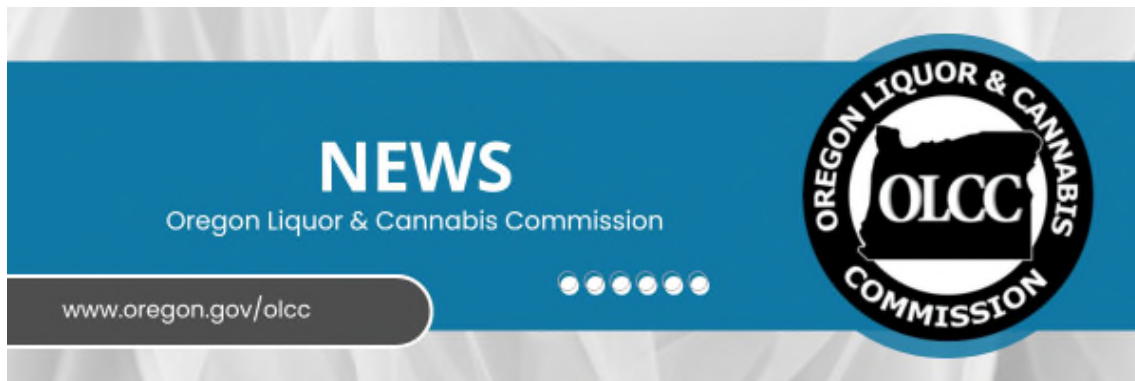 NEWS
Oregon Liquor & Cannabis Commission
www.oregon.gov/olcc
OREGON LIQUOR & CANNABIS
OLCC
COMMISSION